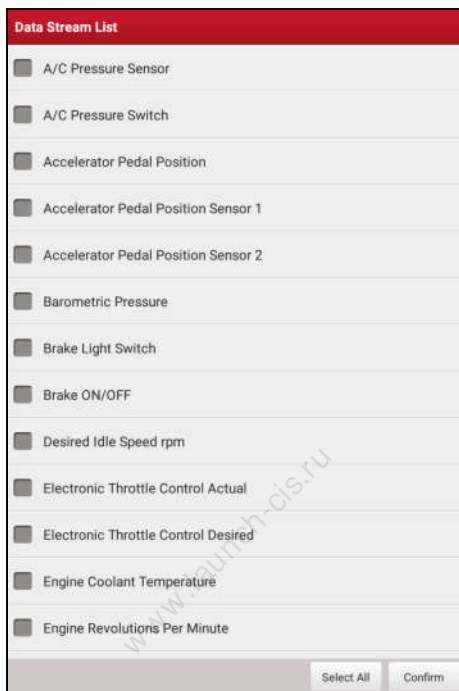 Data Stream List
A/C Pressure Sensor
A/C Pressure Switch
Accelerator Pedal Position
Accelerator Pedal Position Sensor 1
Accelerator Pedal Position Sensor 2
Barometric Pressure
Brake Light Switch
Brake ON/OFF
Desired Idle Speed rpm
Electronic Throttle Control Actual
Electronic Throttle Control Desired
Engine Coolant Temperature
Engine Revolutions Per Minute
www.launch-cis.ru
Select All Confirm